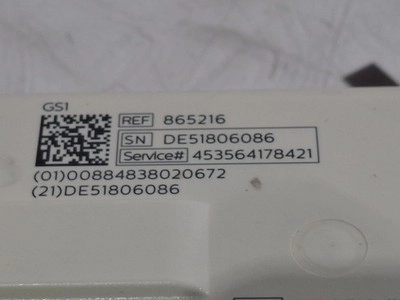 GS1
REF 865216
SN DE51806086
Service# 453564178421
(01)00884838020672
(21)DE51806086